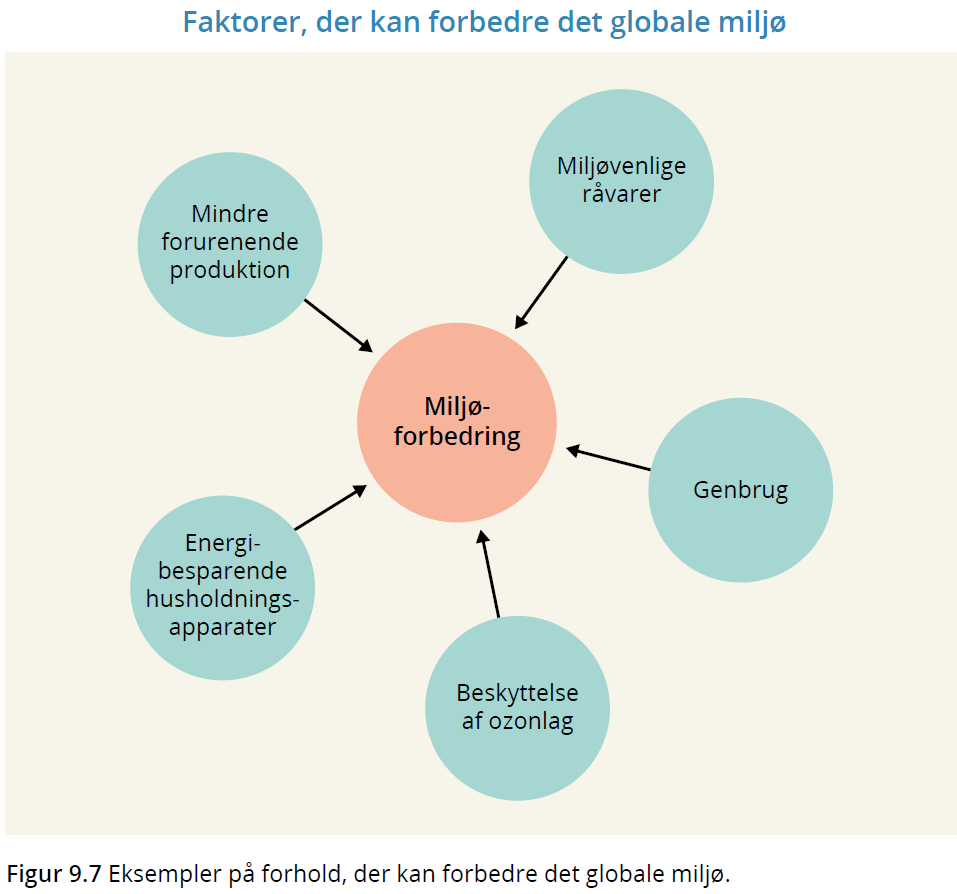 Faktorer, der kan forbedre det globale miljø
Miljøvenlige
råvarer
Mindre
forurenende
produktion
Miljø-
forbedring
Genbrug
Energi-
besparende
husholdnings-
apparater
Beskyttelse
af ozonlag
Figur 9.7 Eksempler på forhold, der kan forbedre det globale miljø.